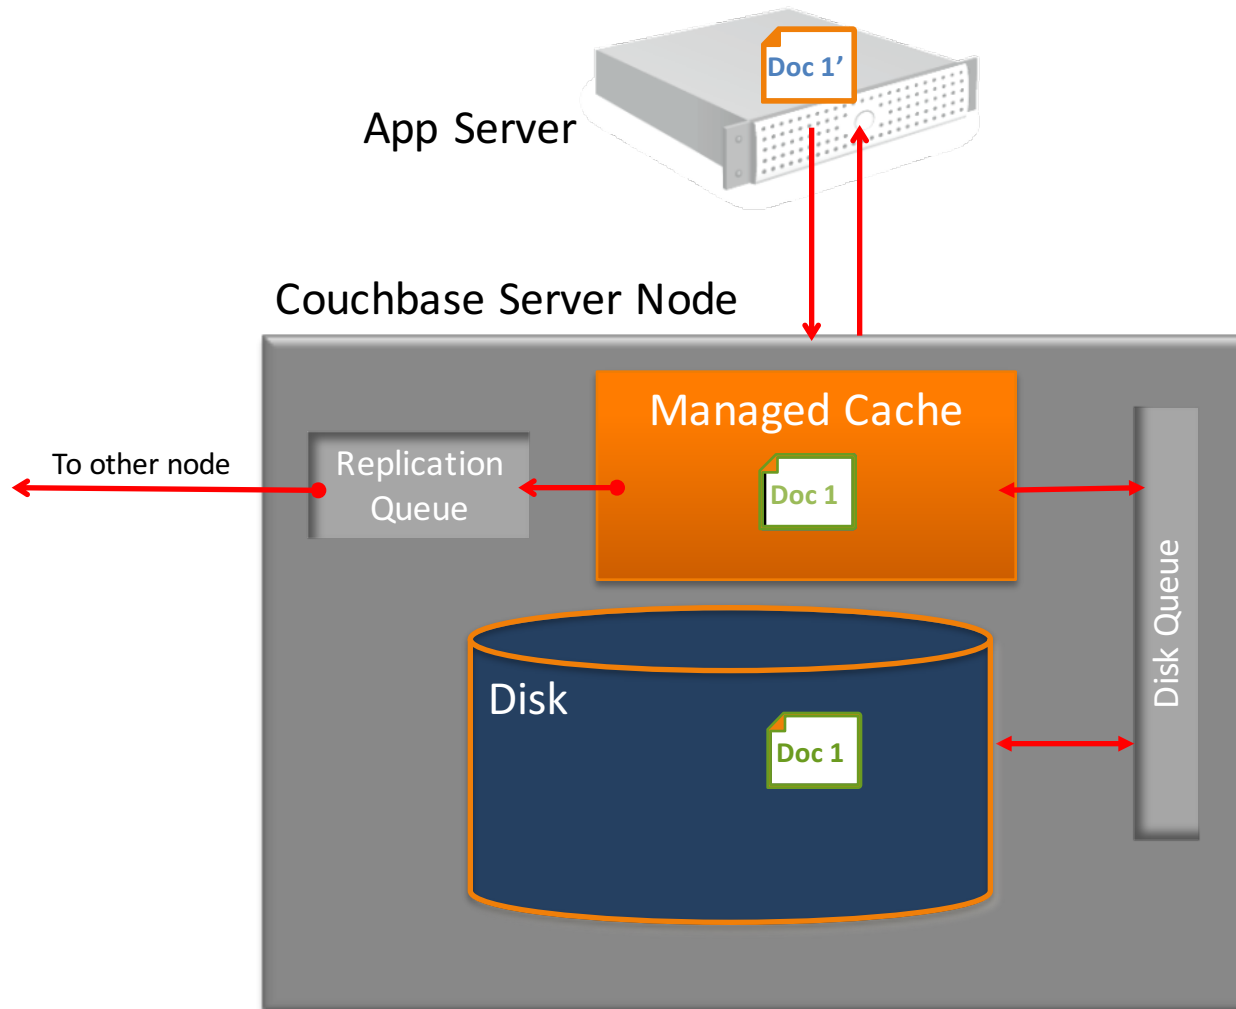 Doc 1’
App Server
Couchbase Server Node
Managed Cache
To other node
Replication
Queue
Doc 1
Disk Queue
Disk
Doc 1